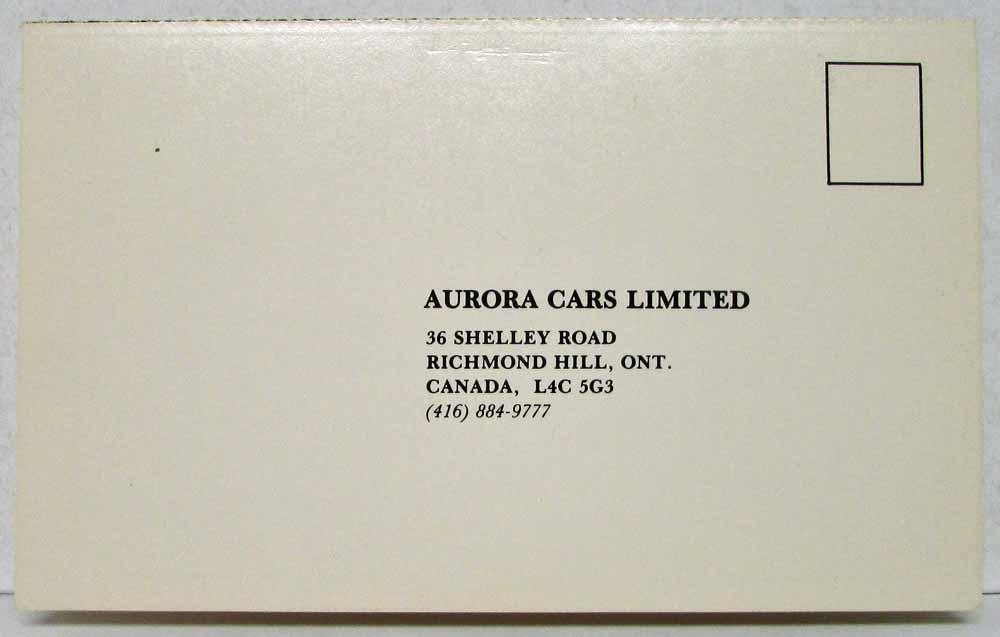 AURORA CARS LIMITED
36 SHELLEY ROAD
RICHMOND HILL, ONT.
CANADA, L4C 5G3
(416) 884-9777